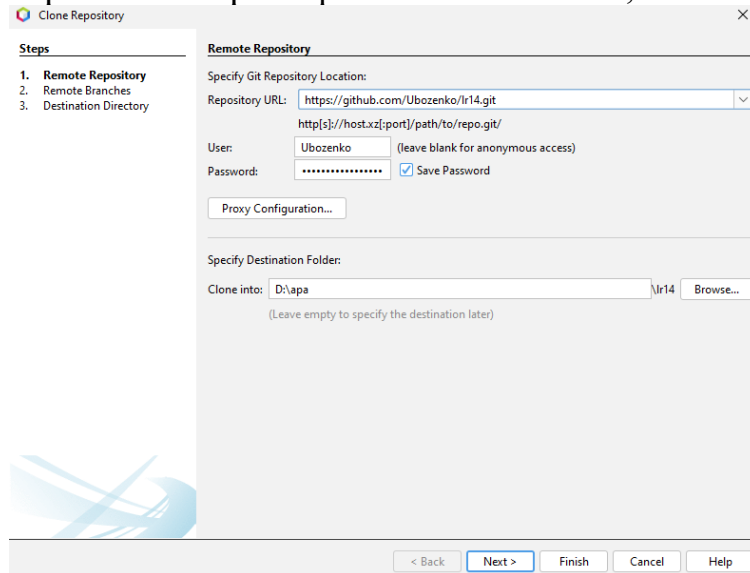 Clone Repository
Steps
1. Remote Repository
2. Remote Branches
3. Destination Directory
Remote Repository
Specify Git Repository Location:
Repository URL: https://github.com/Ubozenko/lr14.git
http[s]://host.xz[:port]/path/to/repo.git/
User: Ubozenko (leave blank for anonymous access)
Password: ••••••••••••••••• Save Password
Proxy Configuration...
Specify Destination Folder:
Clone into: D:\apa \lr14 Browse...
(Leave empty to specify the destination later)
< Back Next > Finish Cancel Help